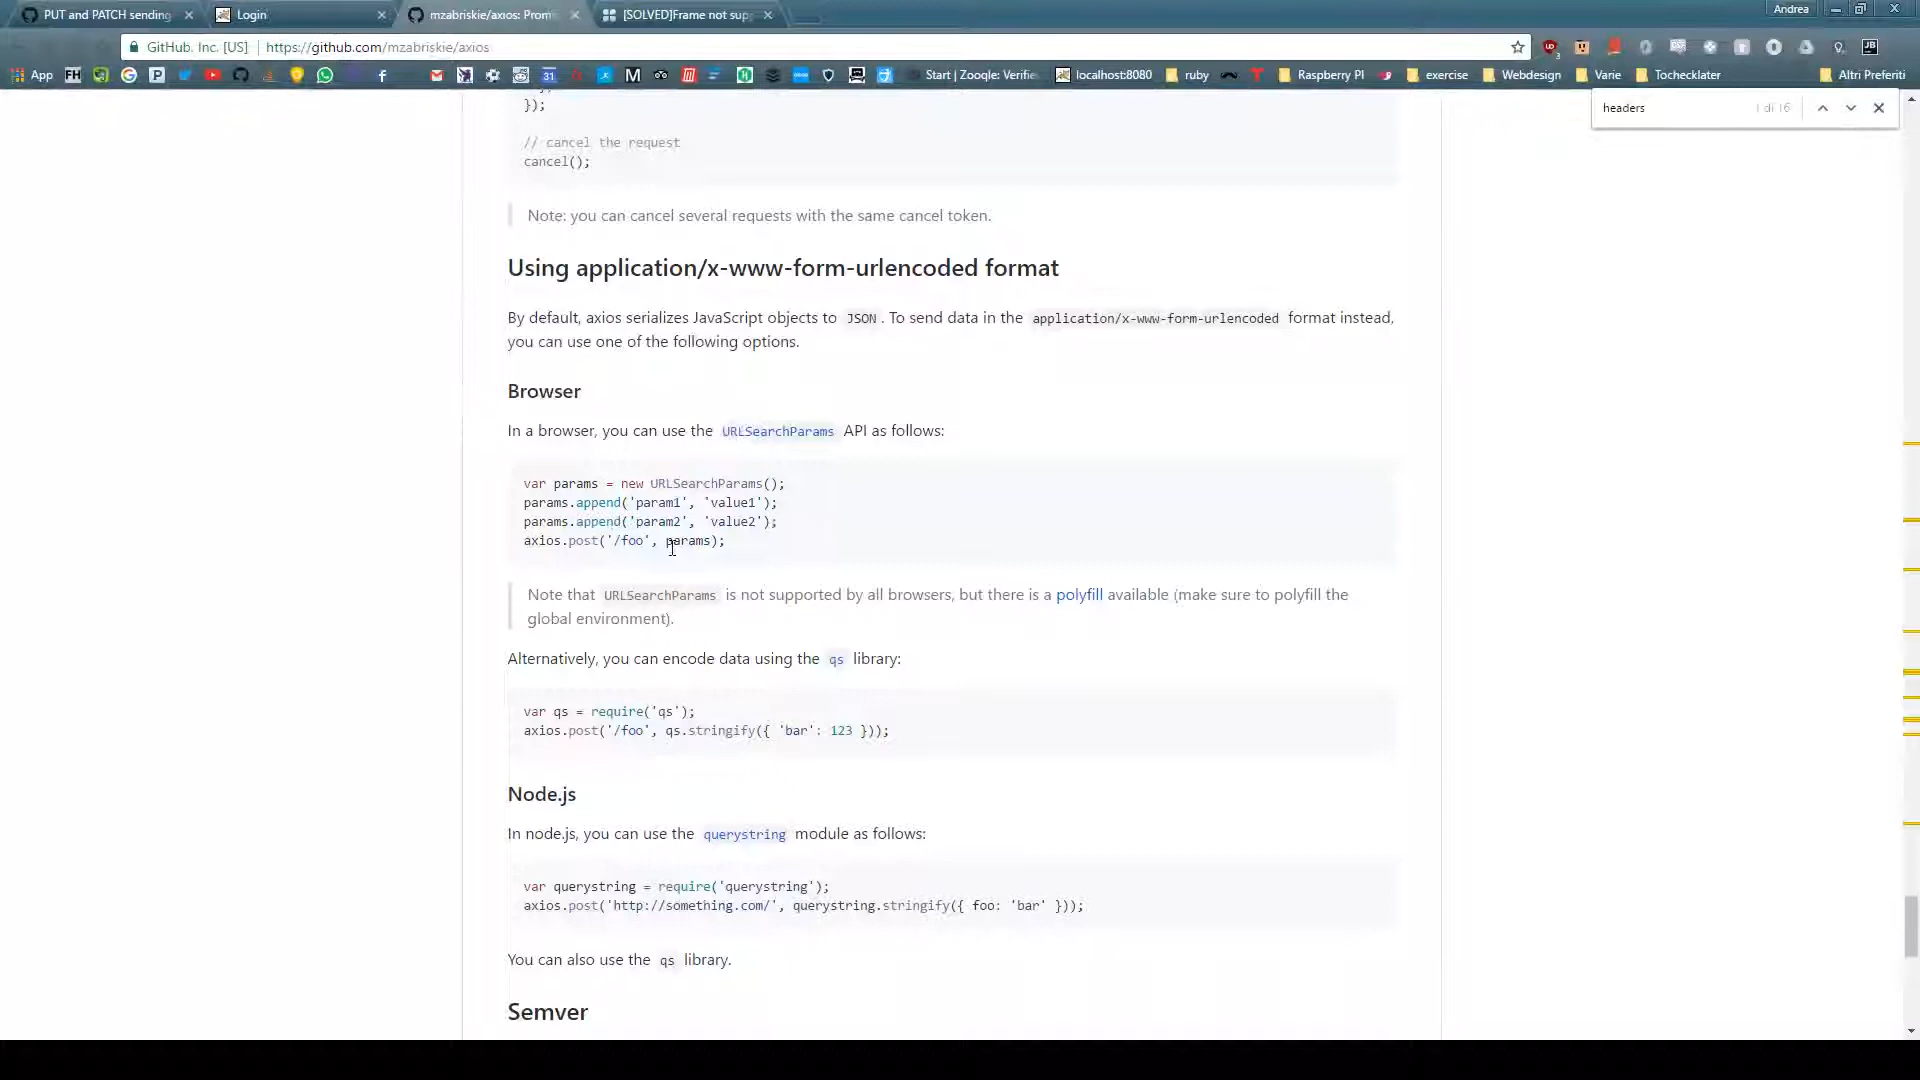 PUT and PATCH sending
Login
mzabriskie/axios: Prom
[SOLVED]Frame not sup
Andrea
GitHub. Inc. [US]
https://github.com/mzabriskie/axios
App
Start | Zooqle: Verifie
localhost:8080
ruby
Raspberry PI
exercise
Webdesign
Varie
Tochecklater
Altri Preferiti
headers
1 di 16
});
// cancel the request
cancel();
Note: you can cancel several requests with the same cancel token.
Using application/x-www-form-urlencoded format
By default, axios serializes JavaScript objects to JSON . To send data in the application/x-www-form-urlencoded format instead,
you can use one of the following options.
Browser
In a browser, you can use the URLSearchParams API as follows:
var params = new URLSearchParams();
params.append('param1', 'value1');
params.append('param2', 'value2');
axios.post('/foo', params);
Note that URLSearchParams is not supported by all browsers, but there is a polyfill available (make sure to polyfill the
global environment).
Alternatively, you can encode data using the qs library:
var qs = require('qs');
axios.post('/foo', qs.stringify({ 'bar': 123 }));
Node.js
In node.js, you can use the querystring module as follows:
var querystring = require('querystring');
axios.post('http://something.com/', querystring.stringify({ foo: 'bar' }));
You can also use the qs library.
Semver